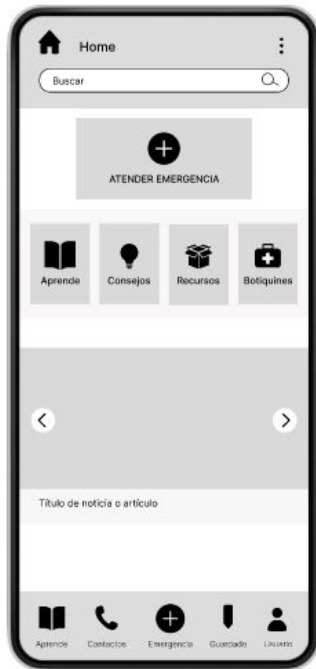 Home
Buscar
ATENDER EMERGENCIA
Aprende Consejos Recursos Botiquines
Título de noticia o artículo
Aprende Contactos Emergencia Guardado Usuario